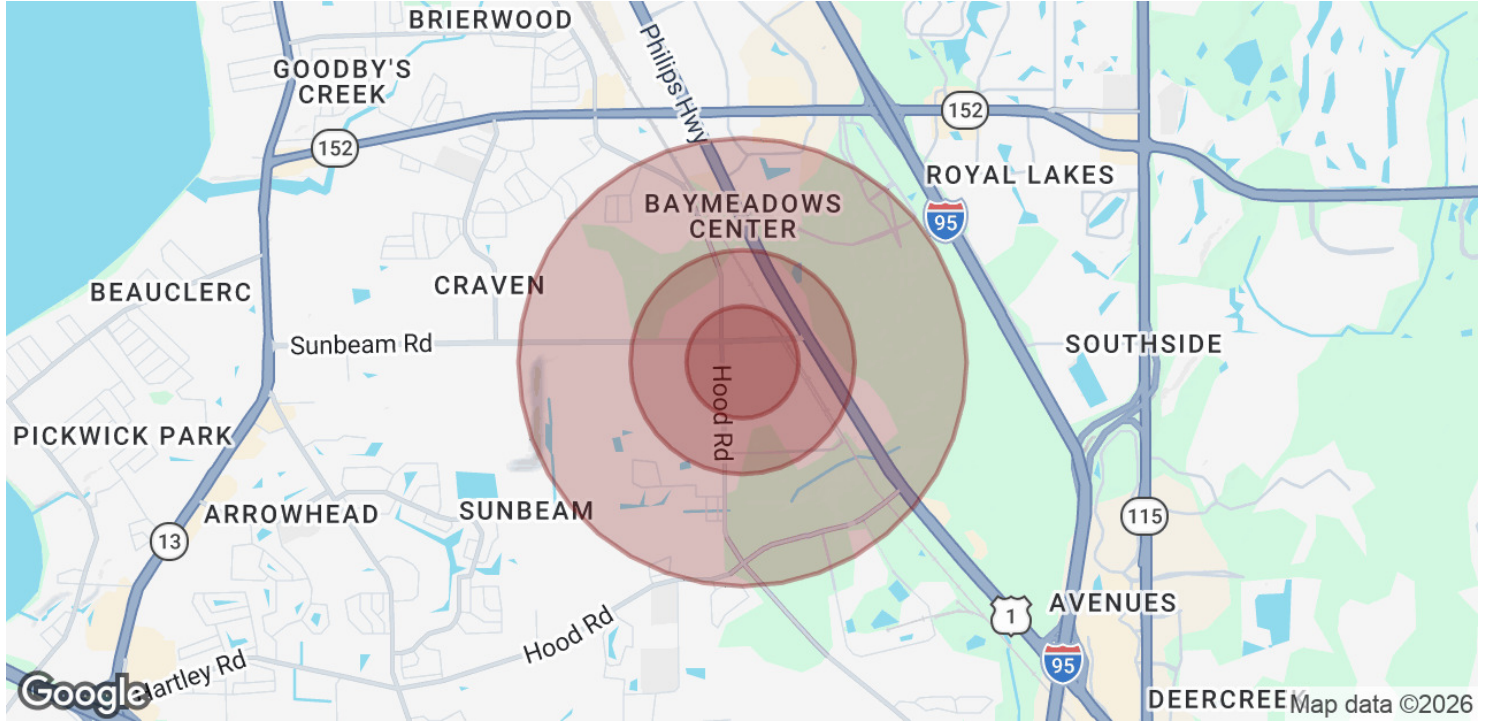 BRIERWOOD
GOODBY'S
CREEK
Philips Hwy
152
152
ROYAL LAKES
BAYMEADOWS
CENTER
95
CRAVEN
BEAUCLERC
Sunbeam Rd
SOUTHSIDE
Hood Rd
PICKWICK PARK
ARROWHEAD
SUNBEAM
115
13
AVENUES
1
Hood Rd
95
Hartley Rd
Google
DEERCREEK
Map data ©2026